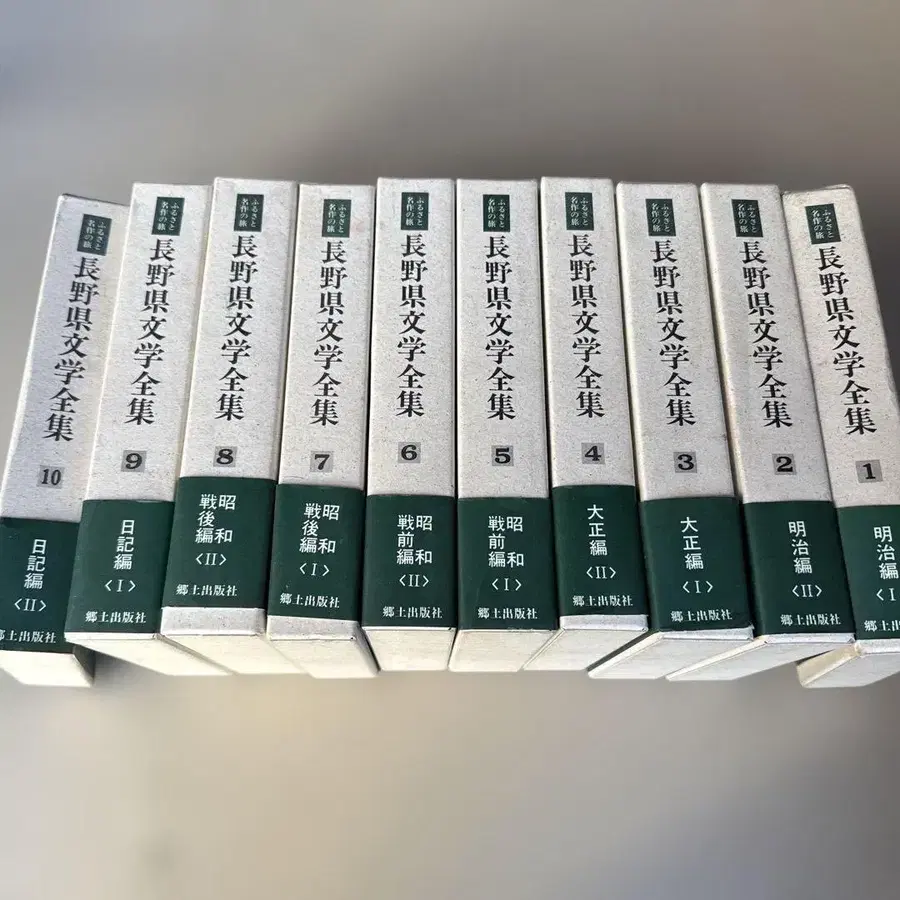 ふるさと
名作の旅
長野県文学全集
1
明治編
〈I
郷土出版
ふるさと
名作の旅
長野県文学全集
2
明治編
〈II〉
郷土出版社
ふるさと
名作の旅
長野県文学全集
3
大正編
〈I〉
郷土出版社
ふるさと
名作の旅
長野県文学全集
4
大正編
〈II〉
郷土出版社
ふるさと
名作の旅
長野県文学全集
5
昭和
戦前編
〈I〉
郷土出版社
ふるさと
名作の旅
長野県文学全集
6
昭和
戦前編
〈II〉
郷土出版社
ふるさと
名作の旅
長野県文学全集
7
昭和
戦後編
〈I〉
郷土出版社
ふるさと
名作の旅
長野県文学全集
8
昭和
戦後編
〈II〉
郷土出版社
ふるさと
名作の旅
長野県文学全集
9
日記編
〈I〉
郷土出版社
ふるさと
名作の旅
長野県文学全集
10
日記編
〈II〉
郷土出版社